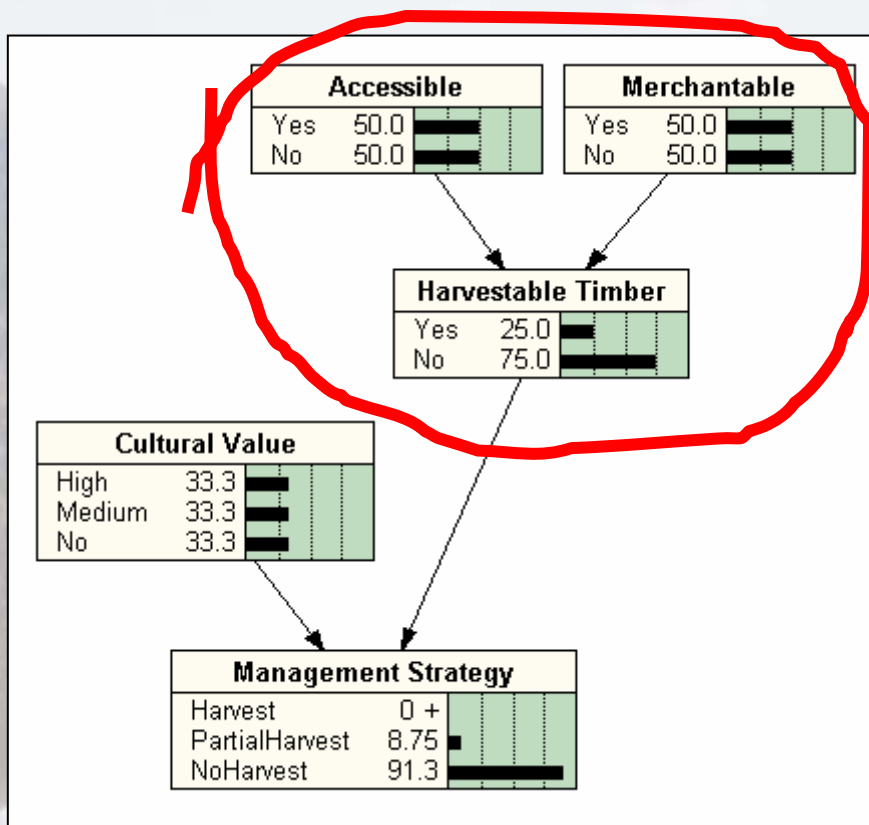 Accessible
Yes 50.0
No 50.0
Merchantable
Yes 50.0
No 50.0
Harvestable Timber
Yes 25.0
No 75.0
Cultural Value
High 33.3
Medium 33.3
No 33.3
Management Strategy
Harvest 0 +
PartialHarvest 8.75
NoHarvest 91.3